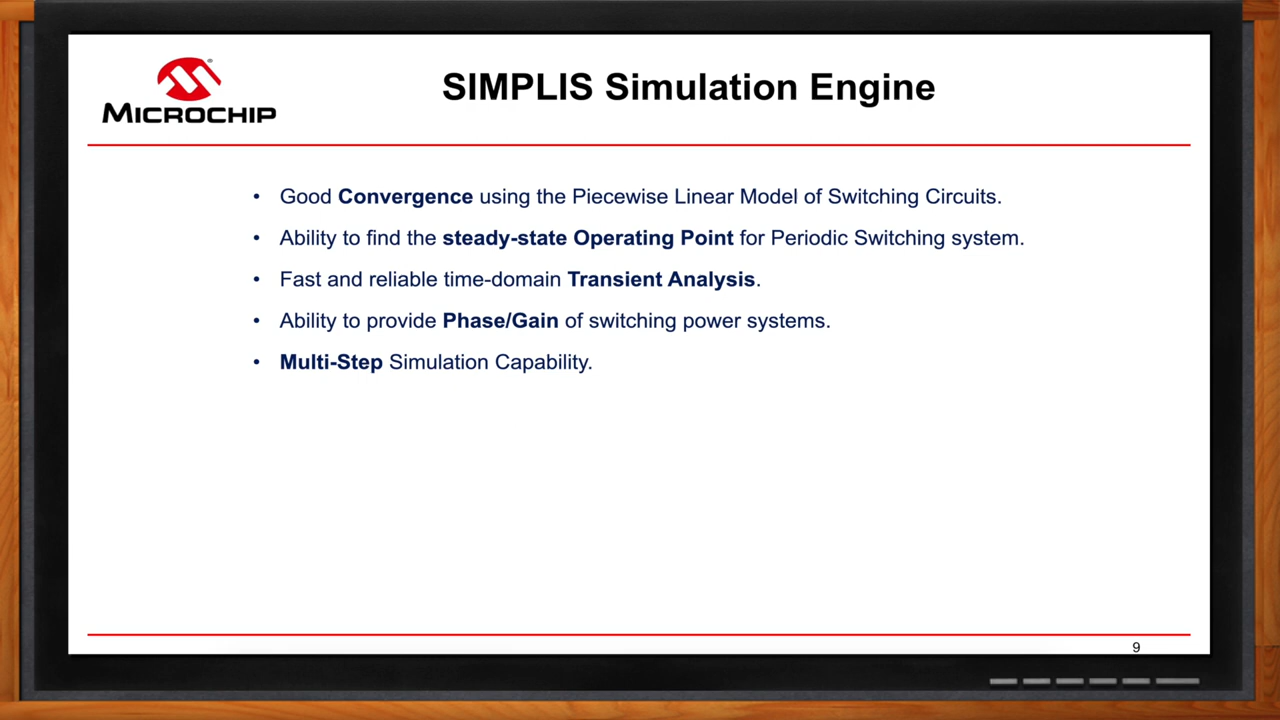 MICROCHIP
SIMPLIS Simulation Engine
• Good Convergence using the Piecewise Linear Model of Switching Circuits.
• Ability to find the steady-state Operating Point for Periodic Switching system.
• Fast and reliable time-domain Transient Analysis.
• Ability to provide Phase/Gain of switching power systems.
• Multi-Step Simulation Capability.
9